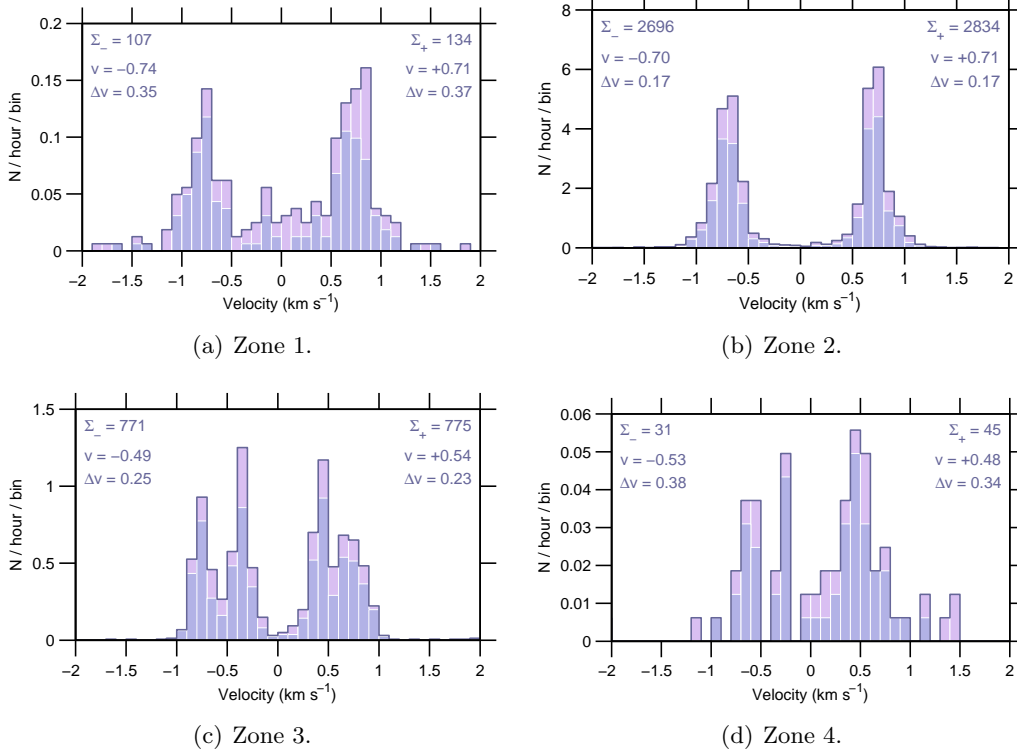 Σ− = 107
Σ+ = 134
v = −0.74
v = +0.71
Δv = 0.35
Δv = 0.37
0.2
0.15
0.1
0.05
0
N / hour / bin
−2 −1.5 −1 −0.5 0 0.5 1 1.5 2
Velocity (km s−1)
(a) Zone 1.
Σ− = 2696
Σ+ = 2834
v = −0.70
v = +0.71
Δv = 0.17
Δv = 0.17
8
6
4
2
0
N / hour / bin
−2 −1.5 −1 −0.5 0 0.5 1 1.5 2
Velocity (km s−1)
(b) Zone 2.
Σ− = 771
Σ+ = 775
v = −0.49
v = +0.54
Δv = 0.25
Δv = 0.23
1.5
1
0.5
0
N / hour / bin
−2 −1.5 −1 −0.5 0 0.5 1 1.5 2
Velocity (km s−1)
(c) Zone 3.
Σ− = 31
Σ+ = 45
v = −0.53
v = +0.48
Δv = 0.38
Δv = 0.34
0.06
0.05
0.04
0.03
0.02
0.01
0
N / hour / bin
−2 −1.5 −1 −0.5 0 0.5 1 1.5 2
Velocity (km s−1)
(d) Zone 4.